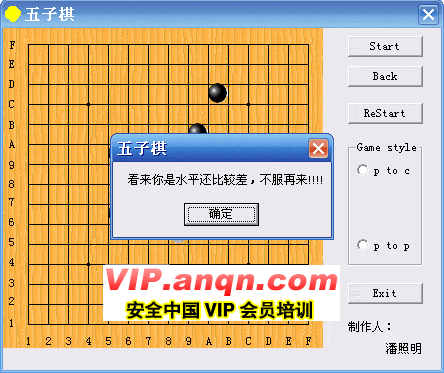 五子棋
F
E
D
C
B
A
9
8
7
6
5
4
3
2
1
1 2 3 4 5 6 7 8 9 A B C D E F
五子棋
看来你是水平还比较差，不服再来!!!!
确定
VIP.anqn.com
安全中国 VIP 会员培训
Start
Back
ReStart
Game style
p to c
p to p
Exit
制作人：
潘照明